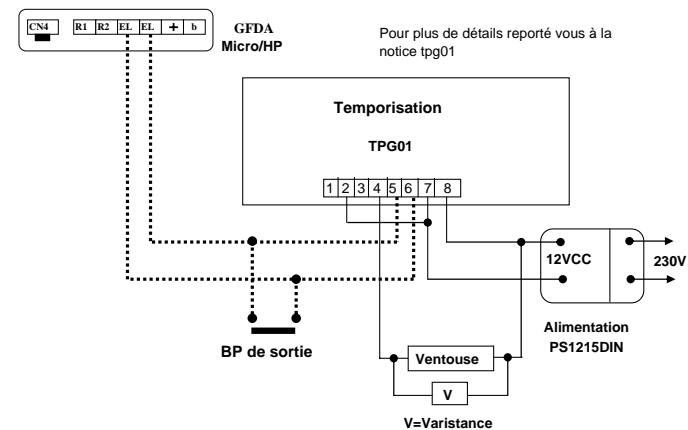 CN4 R1 R2 EL EL + b
GFDA
Micro/HP
Pour plus de détails reporté vous à la
notice tpg01
Temporisation
TPG01
1 2 3 4 5 6 7 8
12VCC
230V
Alimentation
PS1215DIN
BP de sortie
Ventouse
V
V=Varistance